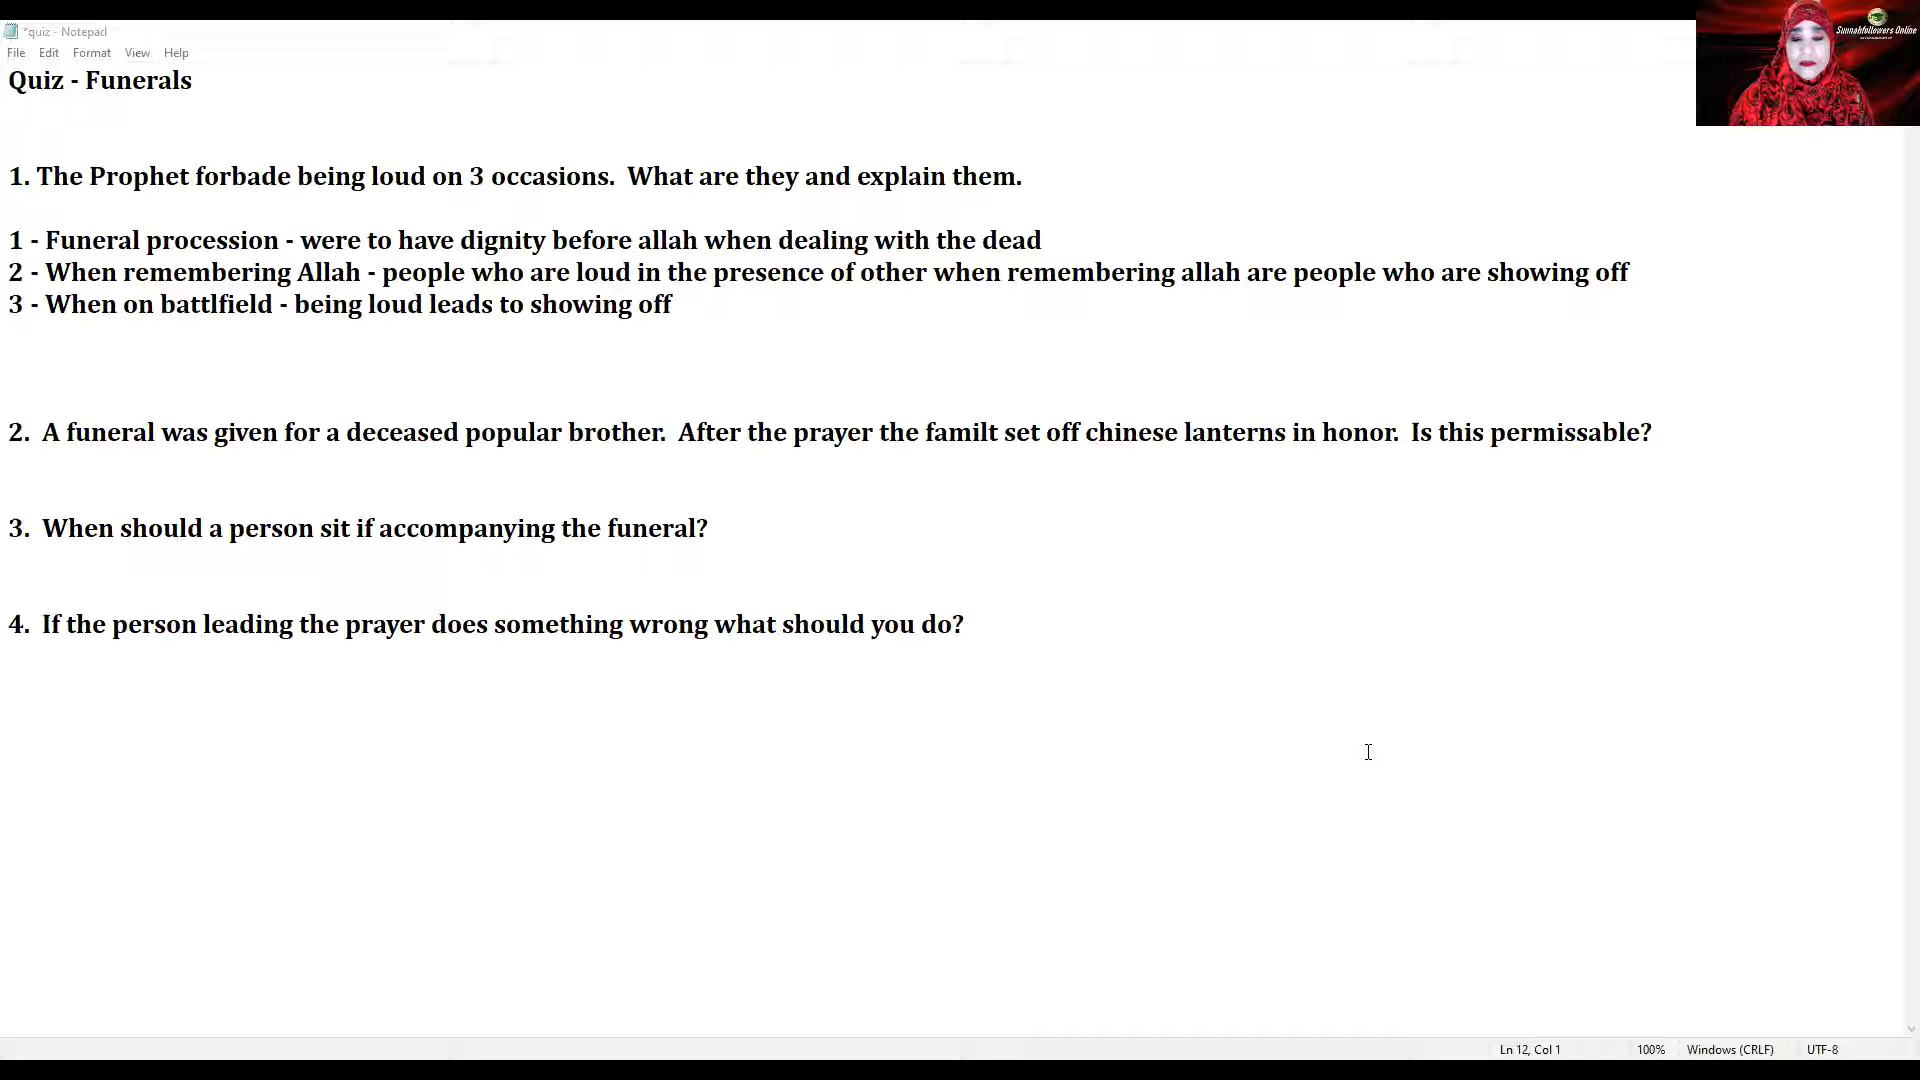 *quiz - Notepad
File Edit Format View Help
Sunnahfollowers Online
Quiz - Funerals
1. The Prophet forbade being loud on 3 occasions.  What are they and explain them.
1 - Funeral procession - were to have dignity before allah when dealing with the dead
2 - When remembering Allah - people who are loud in the presence of other when remembering allah are people who are showing off
3 - When on battlfield - being loud leads to showing off
2.  A funeral was given for a deceased popular brother.  After the prayer the familt set off chinese lanterns in honor.  Is this permissable?
3.  When should a person sit if accompanying the funeral?
4.  If the person leading the prayer does something wrong what should you do?
Ln 12, Col 1 100% Windows (CRLF) UTF-8